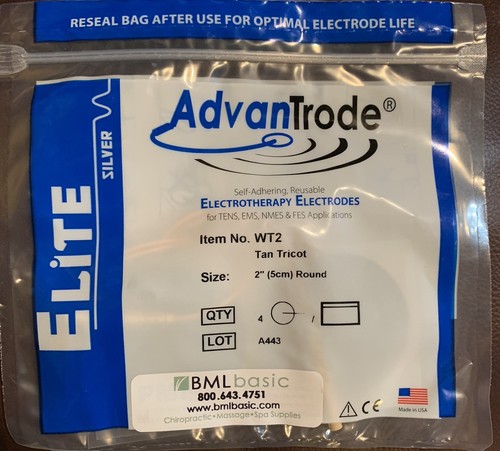 RESEAL BAG AFTER USE FOR OPTIMAL ELECTRODE LIFE
ELiTE
SILVER
AdvanTrode®
Self-Adhering, Reusable
ELECTROTHERAPY ELECTRODES
for TENS, EMS, NMES & FES Applications
Item No. WT2
Tan Tricot
Size: 2" (5cm) Round
QTY 4 /
LOT A443
BMLbasic
800.643.4751
www.bmlbasic.com
Chiropractic•Massage•Spa Supplies
CE
Made in USA